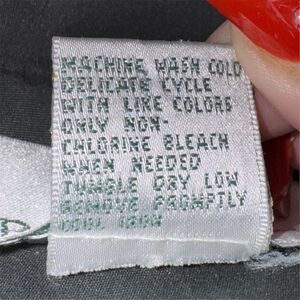 MACHINE WASH COLD
DELICATE CYCLE
WITH LIKE COLORS
ONLY NON-
CHLORINE BLEACH
WHEN NEEDED
TUMBLE DRY LOW
REMOVE PROMPTLY
COOL IRON